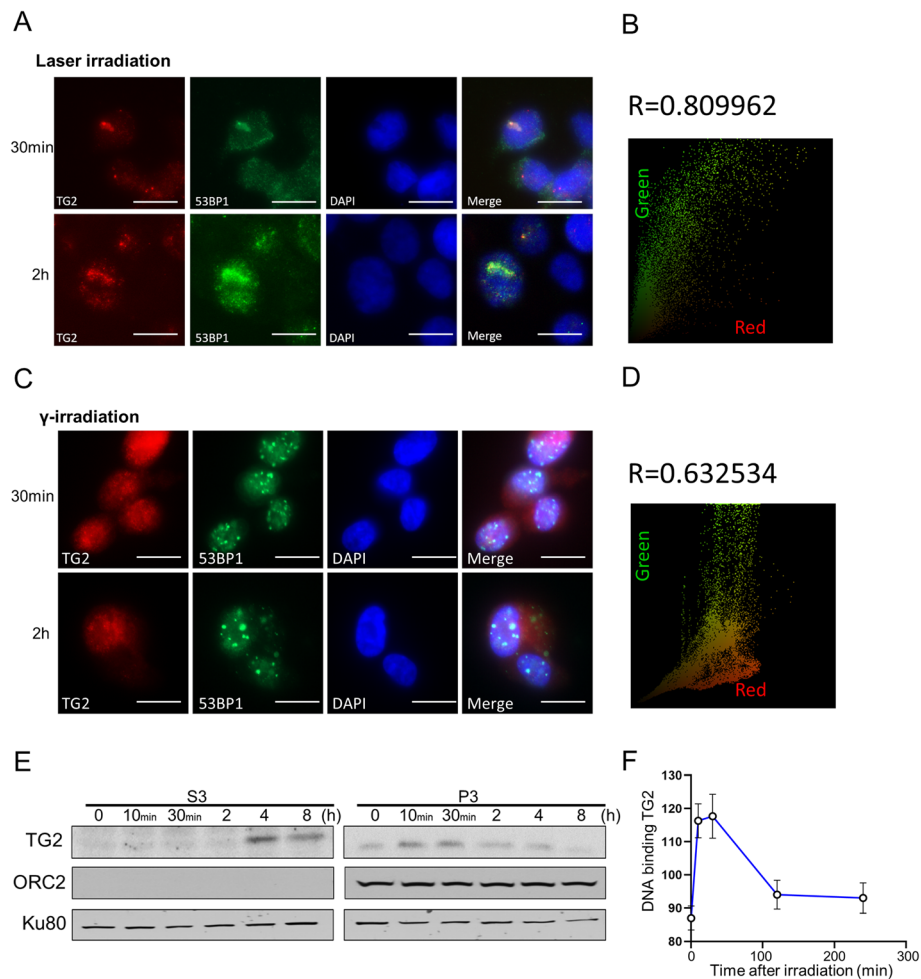 A
B
Laser irradiation
R=0.809962
30min
TG2
53BP1
DAPI
Merge
Green
Red
2h
TG2
53BP1
DAPI
Merge
C
D
γ-irradiation
R=0.632534
30min
TG2
53BP1
DAPI
Merge
Green
Red
2h
TG2
53BP1
DAPI
Merge
E
S3
P3
0 10min 30min 2 4 8 (h)
0 10min 30min 2 4 8
TG2
ORC2
Ku80
F
DNA binding TG2
130
120
110
100
90
80
0 100 200 300
Time after irradiation (min)